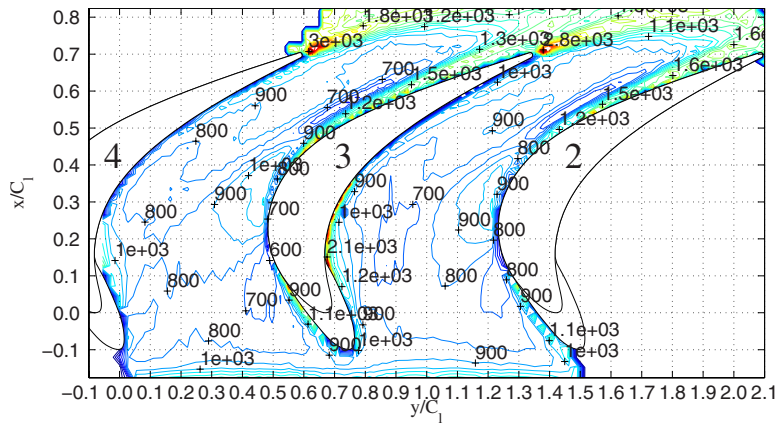 0.8 1.8e+03 1.2e+03 1.1e+03
0.7 3e+03 1.3e+03 2.8e+03 1.6e
700 1.5e+03 1e+03 1.6e+03
0.6 900 700 1.2e+03 1.5e+03
0.5 800 900 900 1.2e+03
0.4 4 1e+03 800 3 800 2
x/Cl
0.3 900 900 700 900
0.2 800 700 1e+03 800
0.1 1e+03 600 2.1e+03
800 900 1.2e+03 800 800
0.0 700 900
800 1.1e+03 900 1.1e+03
−0.1 1e+03 900 1e+03 900 1e+03
−0.1 0.0 0.1 0.2 0.3 0.4 0.5 0.6 0.7 0.8 0.9 1.0 1.1 1.2 1.3 1.4 1.5 1.6 1.7 1.8 1.9 2.0 2.1
y/Cl